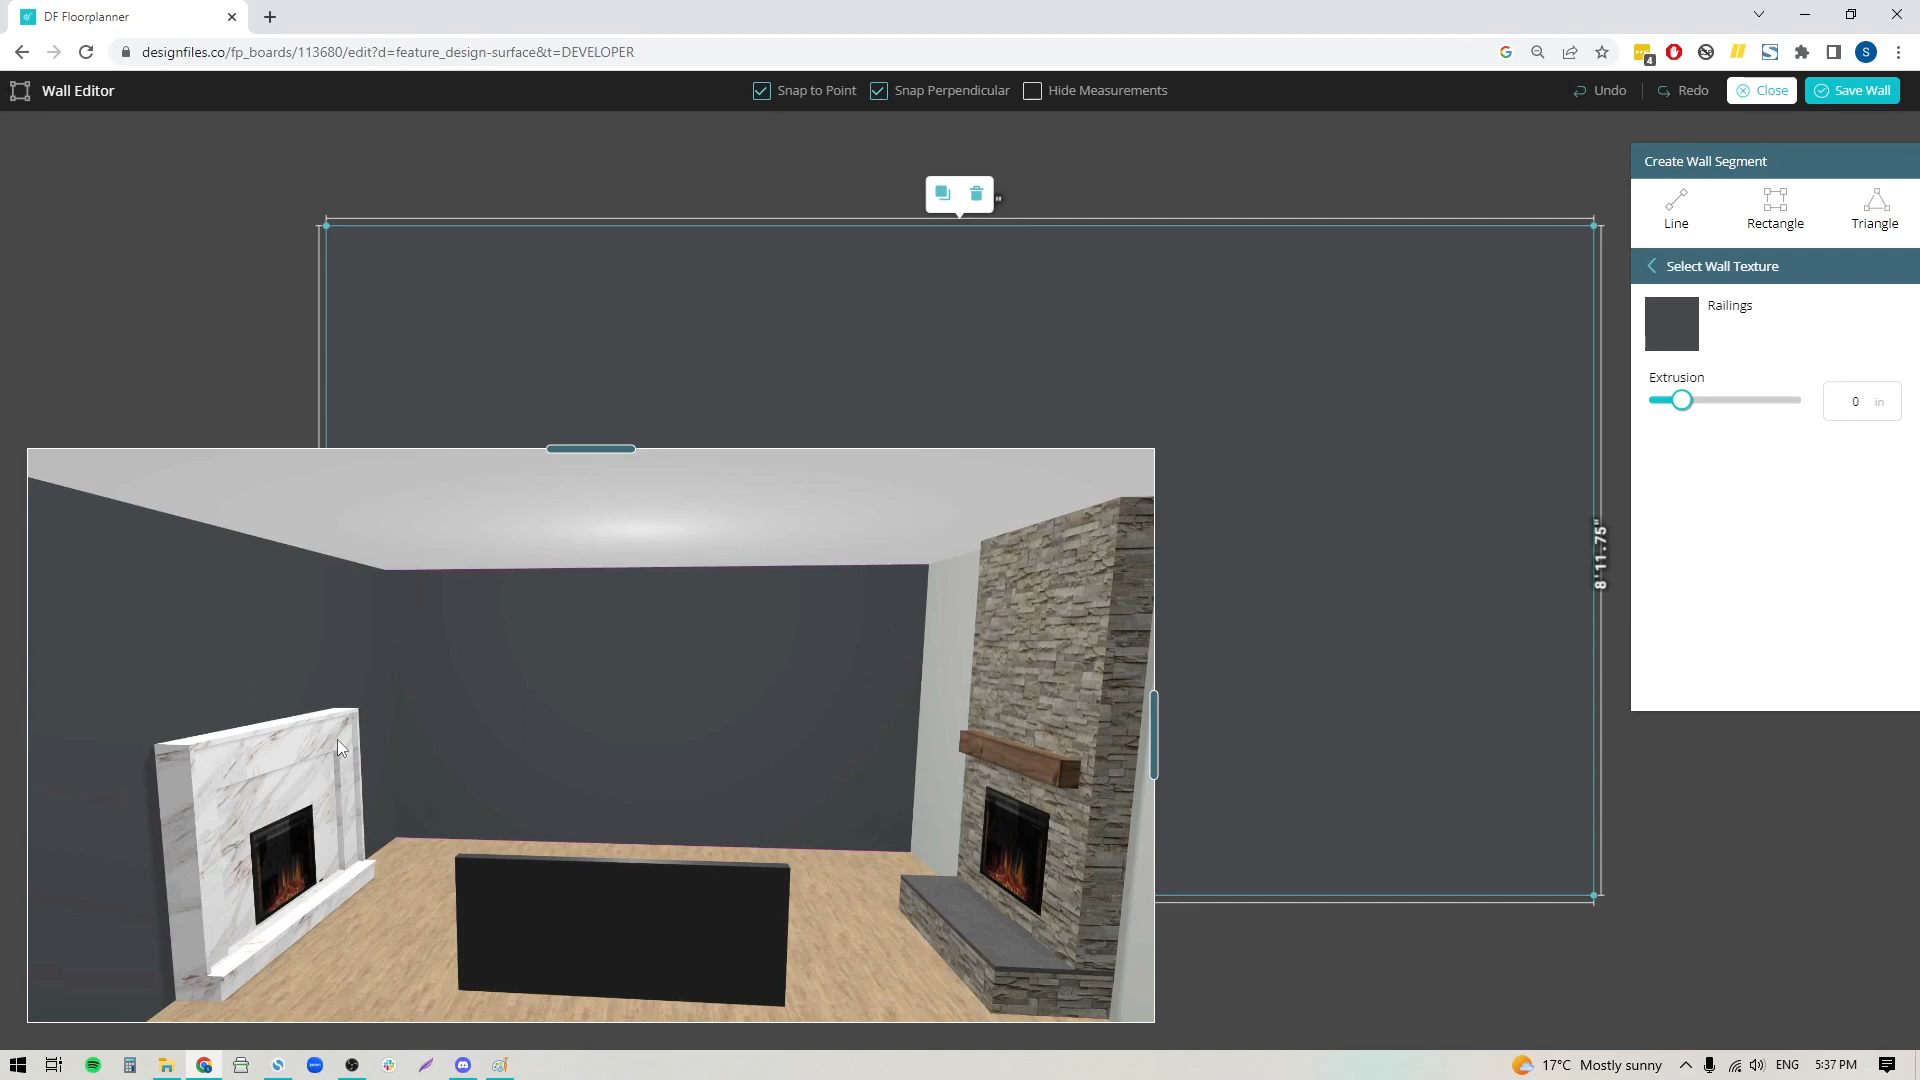 DF Floorplanner
designfiles.co/fp_boards/113680/edit?d=feature_design-surface&t=DEVELOPER
4
S
Wall Editor
Snap to Point
Snap Perpendicular
Hide Measurements
Undo
Redo
Close
Save Wall
"
Create Wall Segment
Line
Rectangle
Triangle
Select Wall Texture
Railings
Extrusion
0 in
8'11.75"
17°C Mostly sunny
ENG
5:37 PM